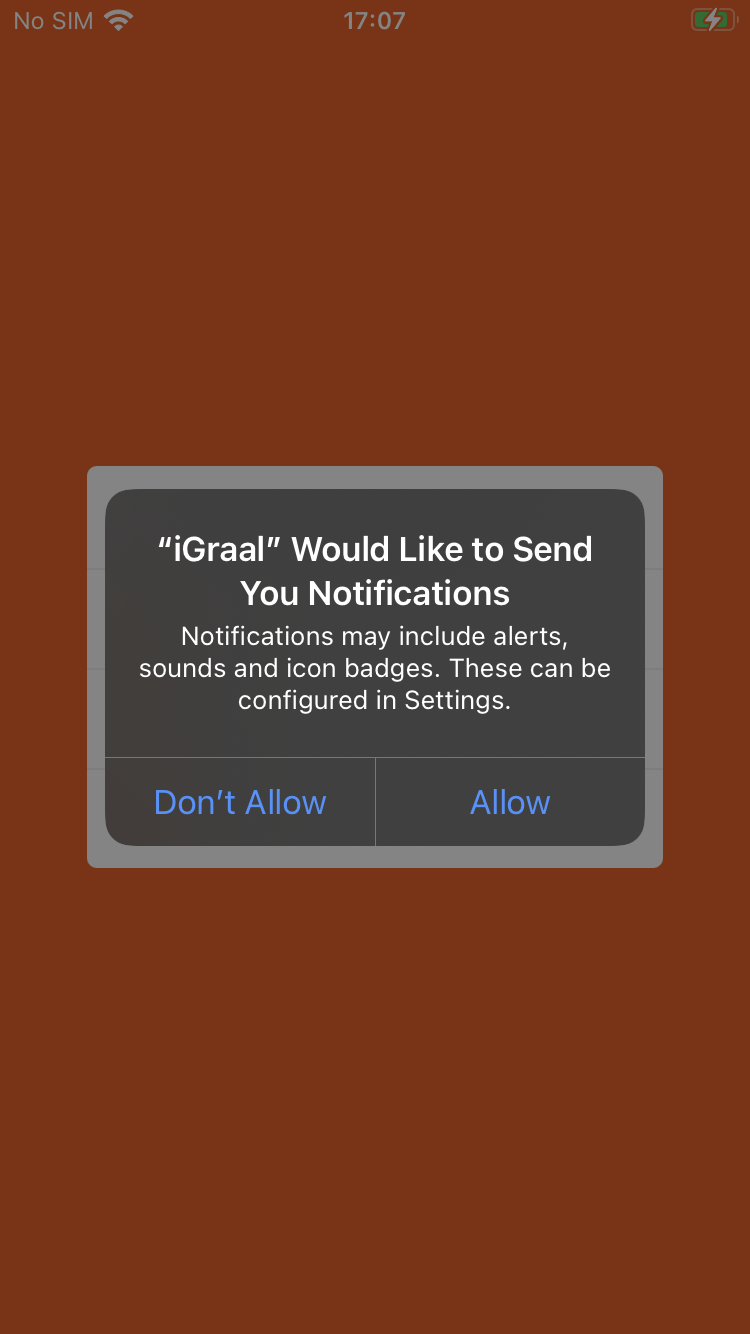 No SIM 17:07
“iGraal” Would Like to Send
You Notifications
Notifications may include alerts,
sounds and icon badges. These can be
configured in Settings.
Don’t Allow Allow